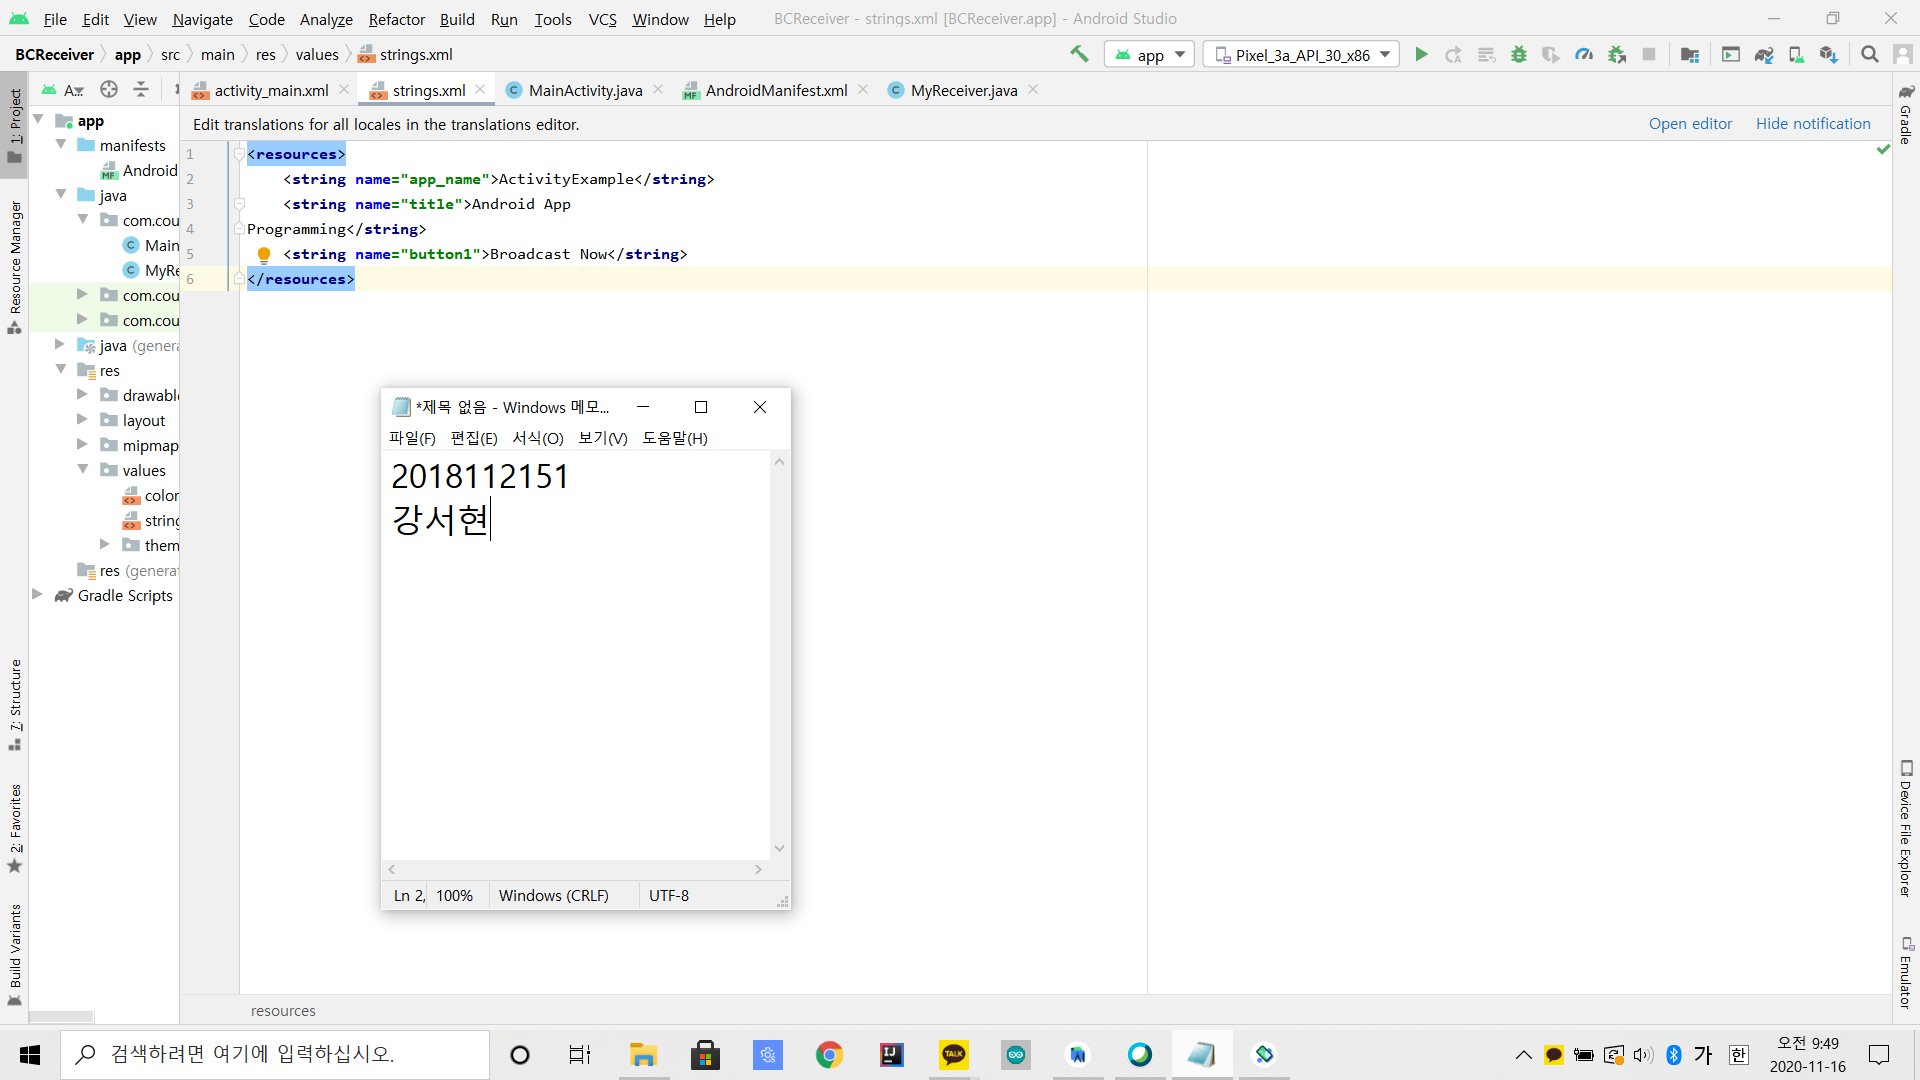 File Edit View Navigate Code Analyze Refactor Build Run Tools VCS Window Help BCReceiver - strings.xml [BCReceiver.app] - Android Studio
BCReceiver app src main res values strings.xml app Pixel_3a_API_30_x86
A... activity_main.xml strings.xml MainActivity.java AndroidManifest.xml MyReceiver.java
Edit translations for all locales in the translations editor. Open editor Hide notification
1: Project
Resource Manager
7: Structure
2: Favorites
Build Variants
app
manifests
Android
java
com.cou
Main
MyRe
com.cou
com.cou
java (genera
res
drawable
layout
mipmap
values
color
string
them
res (generat
Gradle Scripts
1 <resources>
2 <string name="app_name">ActivityExample</string>
3 <string name="title">Android App
4 Programming</string>
5 <string name="button1">Broadcast Now</string>
6 </resources>
*제목 없음 - Windows 메모...
파일(F) 편집(E) 서식(O) 보기(V) 도움말(H)
2018112151
강서현
Ln 2, 100% Windows (CRLF) UTF-8
resources
Gradle
Device File Explorer
Emulator
검색하려면 여기에 입력하십시오.
IJ
TALK
가 한 오전 9:49
2020-11-16